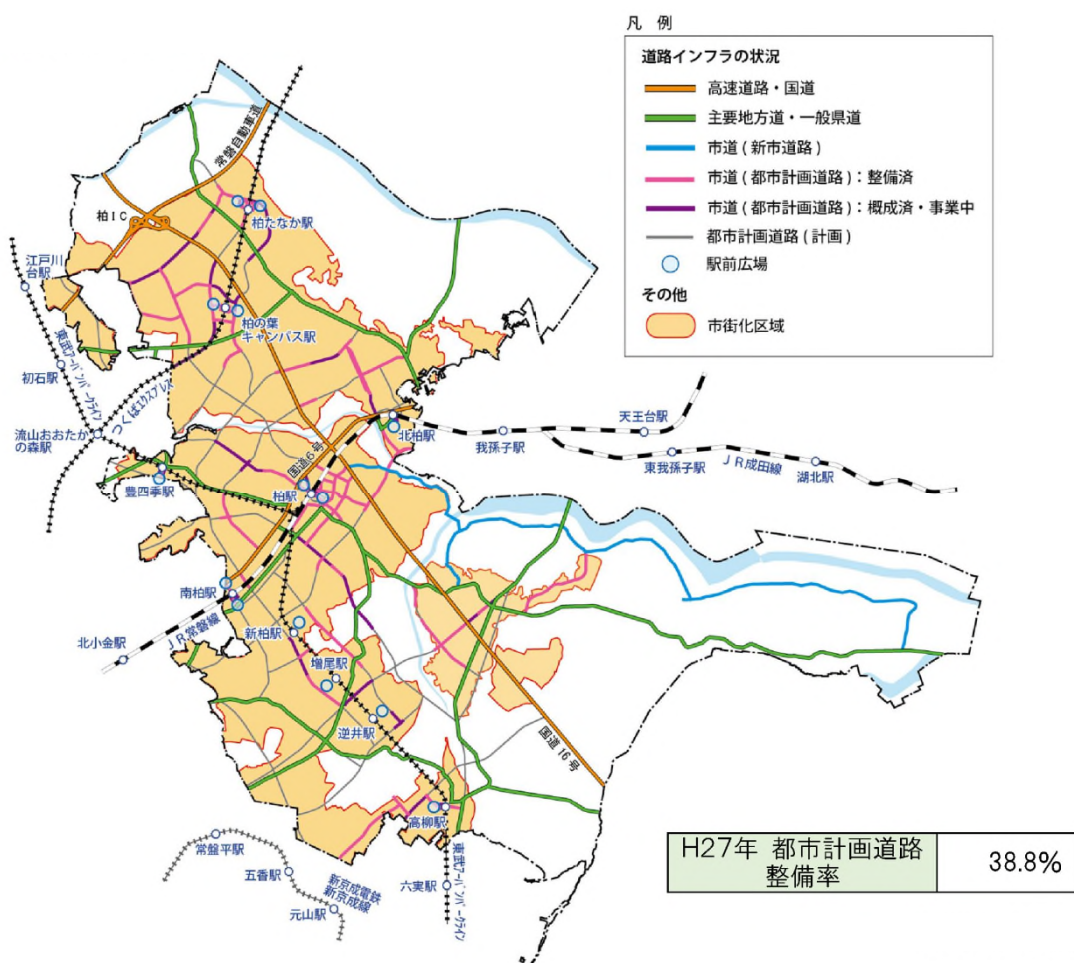 凡 例
道路インフラの状況
高速道路・国道
主要地方道・一般県道
市道(新市道路)
市道(都市計画道路):整備済
市道(都市計画道路):概成済・事業中
都市計画道路(計画)
駅前広場
その他
市街化区域
常磐自動車道
柏IC
柏たなか駅
江戸川
台駅
柏の葉
キャンパス駅
東武アーバンパークライン
初石駅
つくばエクスプレス
流山おおたか
の森駅
北柏駅
我孫子駅
天王台駅
東我孫子駅
JR成田線
湖北駅
国道6号
豊四季駅
柏駅
南柏駅
北小金駅
JR常磐線
新柏駅
増尾駅
逆井駅
国道16号
高柳駅
常盤平駅
五香駅
元山駅
新京成電鉄
新京成線
六実駅
東武アーバンパークライン
H27年 都市計画道路
整備率
38.8%